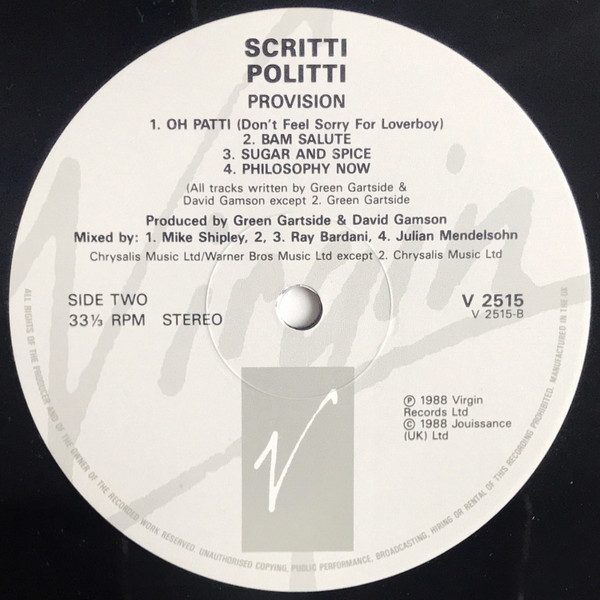 SCRITTI
POLITTI
PROVISION
1. OH PATTI (Don't Feel Sorry For Loverboy)
2. BAM SALUTE
3. SUGAR AND SPICE
4. PHILOSOPHY NOW
(All tracks written by Green Gartside &
David Gamson except 2. Green Gartside
Produced by Green Gartside & David Gamson
Mixed by: 1. Mike Shipley, 2, 3. Ray Bardani, 4. Julian Mendelsohn
Chrysalis Music Ltd/Warner Bros Music Ltd except 2. Chrysalis Music Ltd
Virgin
SIDE TWO
33⅓ RPM STEREO
V 2515
V 2515-B
Ⓟ 1988 Virgin
Records Ltd
© 1988 Jouissance
(UK) Ltd
V
ALL RIGHTS OF THE PRODUCER AND OF THE OWNER OF THE RECORDED WORK RESERVED. UNAUTHORISED COPYING, PUBLIC PERFORMANCE, BROADCASTING, HIRING OR RENTAL OF THIS RECORDING PROHIBITED. MANUFACTURED IN THE UK